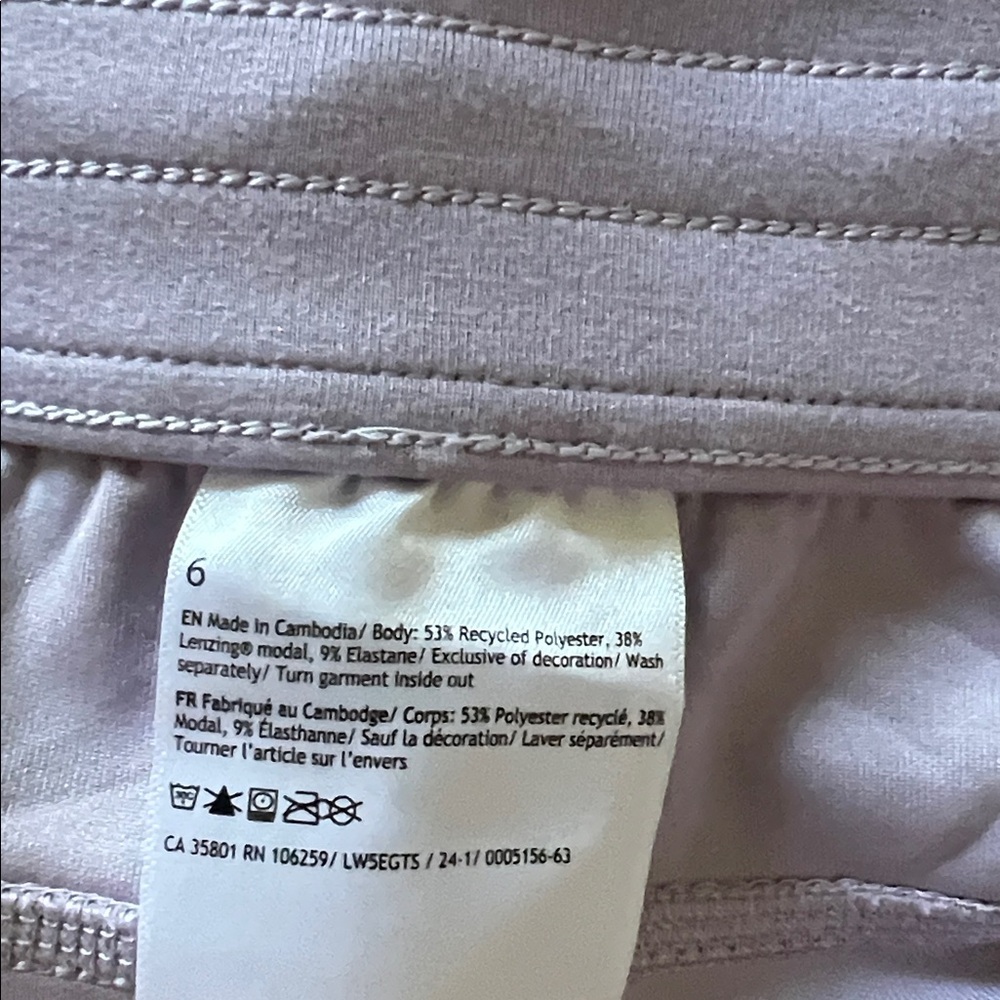 6
EN Made in Cambodia/ Body: 53% Recycled Polyester, 38%
Lenzing® modal, 9% Elastane/ Exclusive of decoration/ Wash
separately/ Turn garment inside out
FR Fabriqué au Cambodge/ Corps: 53% Polyester recyclé, 38%
Modal, 9% Élasthanne/ Sauf la décoration/ Laver séparément/
Tourner l'article sur l'envers
CA 35801 RN 106259/ LW5EGTS / 24-1/ 0005156-63